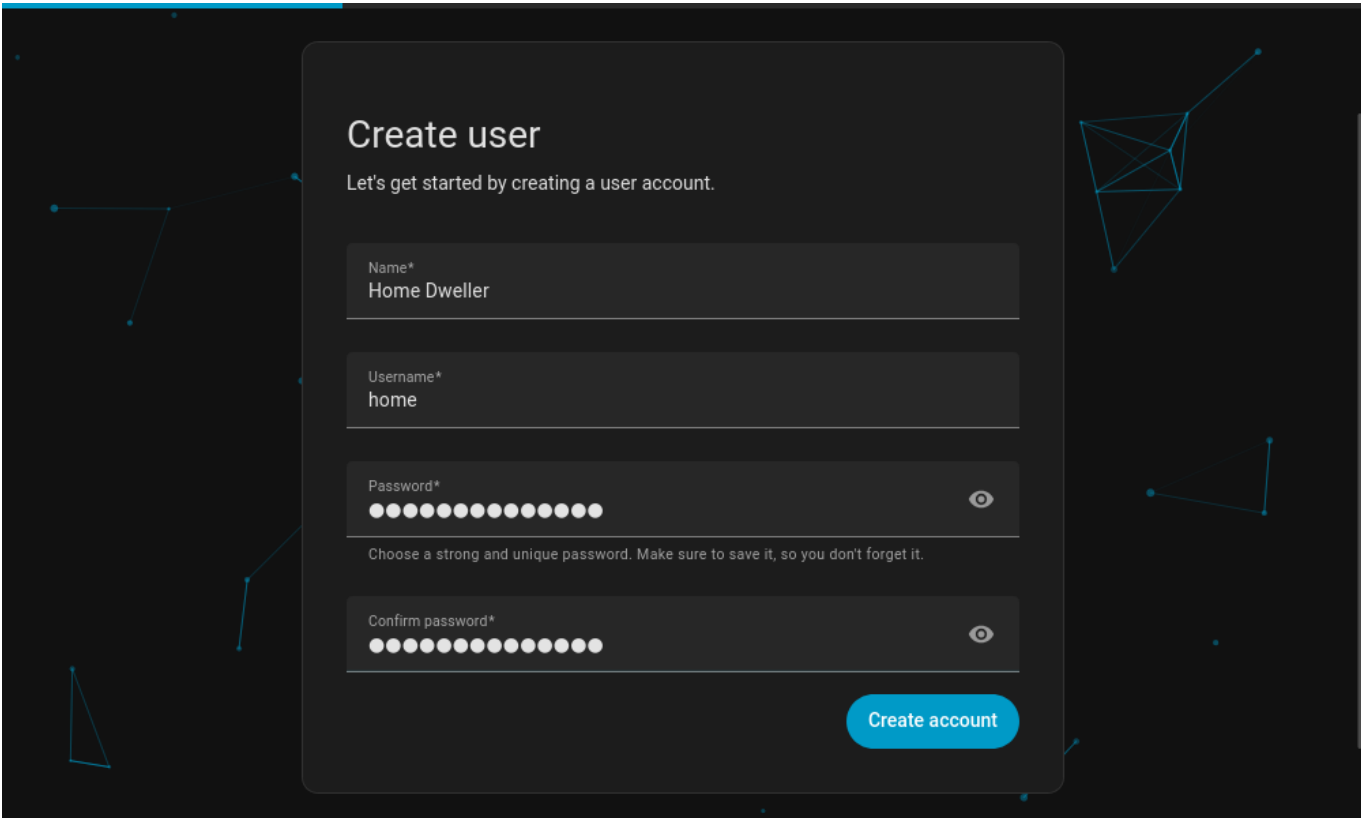 Create user
Let's get started by creating a user account.
Name*
Home Dweller
Username*
home
Password*
●●●●●●●●●●●●●●
Choose a strong and unique password. Make sure to save it, so you don't forget it.
Confirm password*
●●●●●●●●●●●●●●
Create account